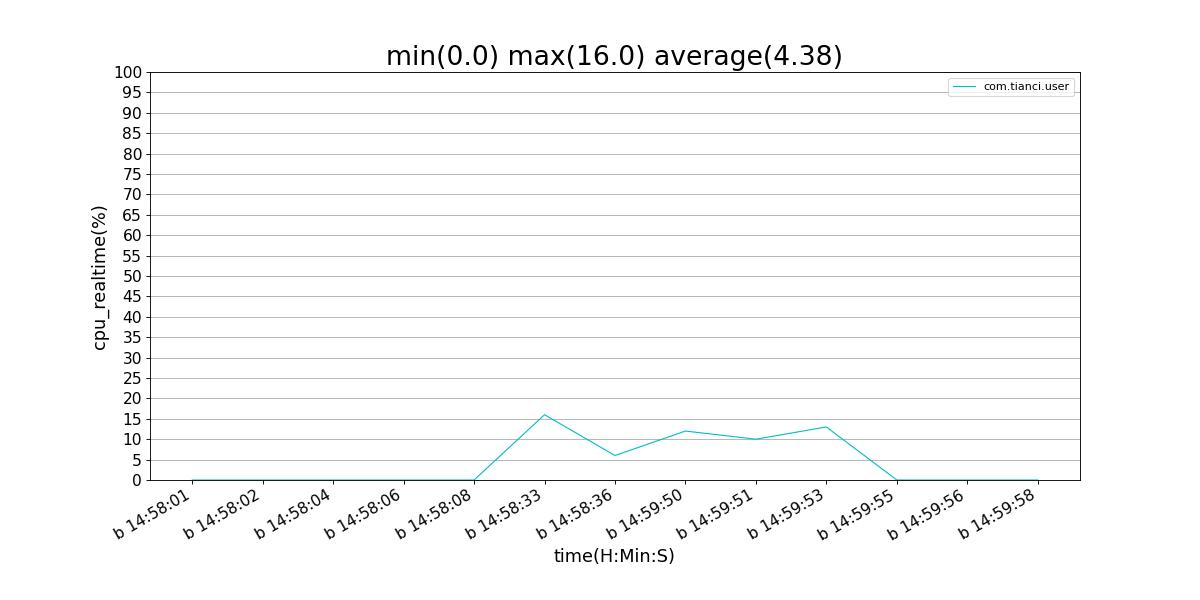 min(0.0) max(16.0) average(4.38)
com.tianci.user
cpu_realtime(%)
100
95
90
85
80
75
70
65
60
55
50
45
40
35
30
25
20
15
10
5
0
b 14:58:01
b 14:58:02
b 14:58:04
b 14:58:06
b 14:58:08
b 14:58:33
b 14:58:36
b 14:59:50
b 14:59:51
b 14:59:53
b 14:59:55
b 14:59:56
b 14:59:58
time(H:Min:S)